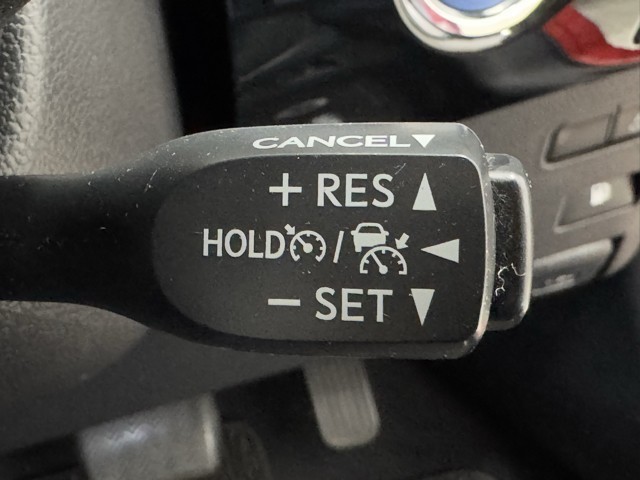 CANCEL▼
+ RES ▲
HOLD / ◀
− SET ▼